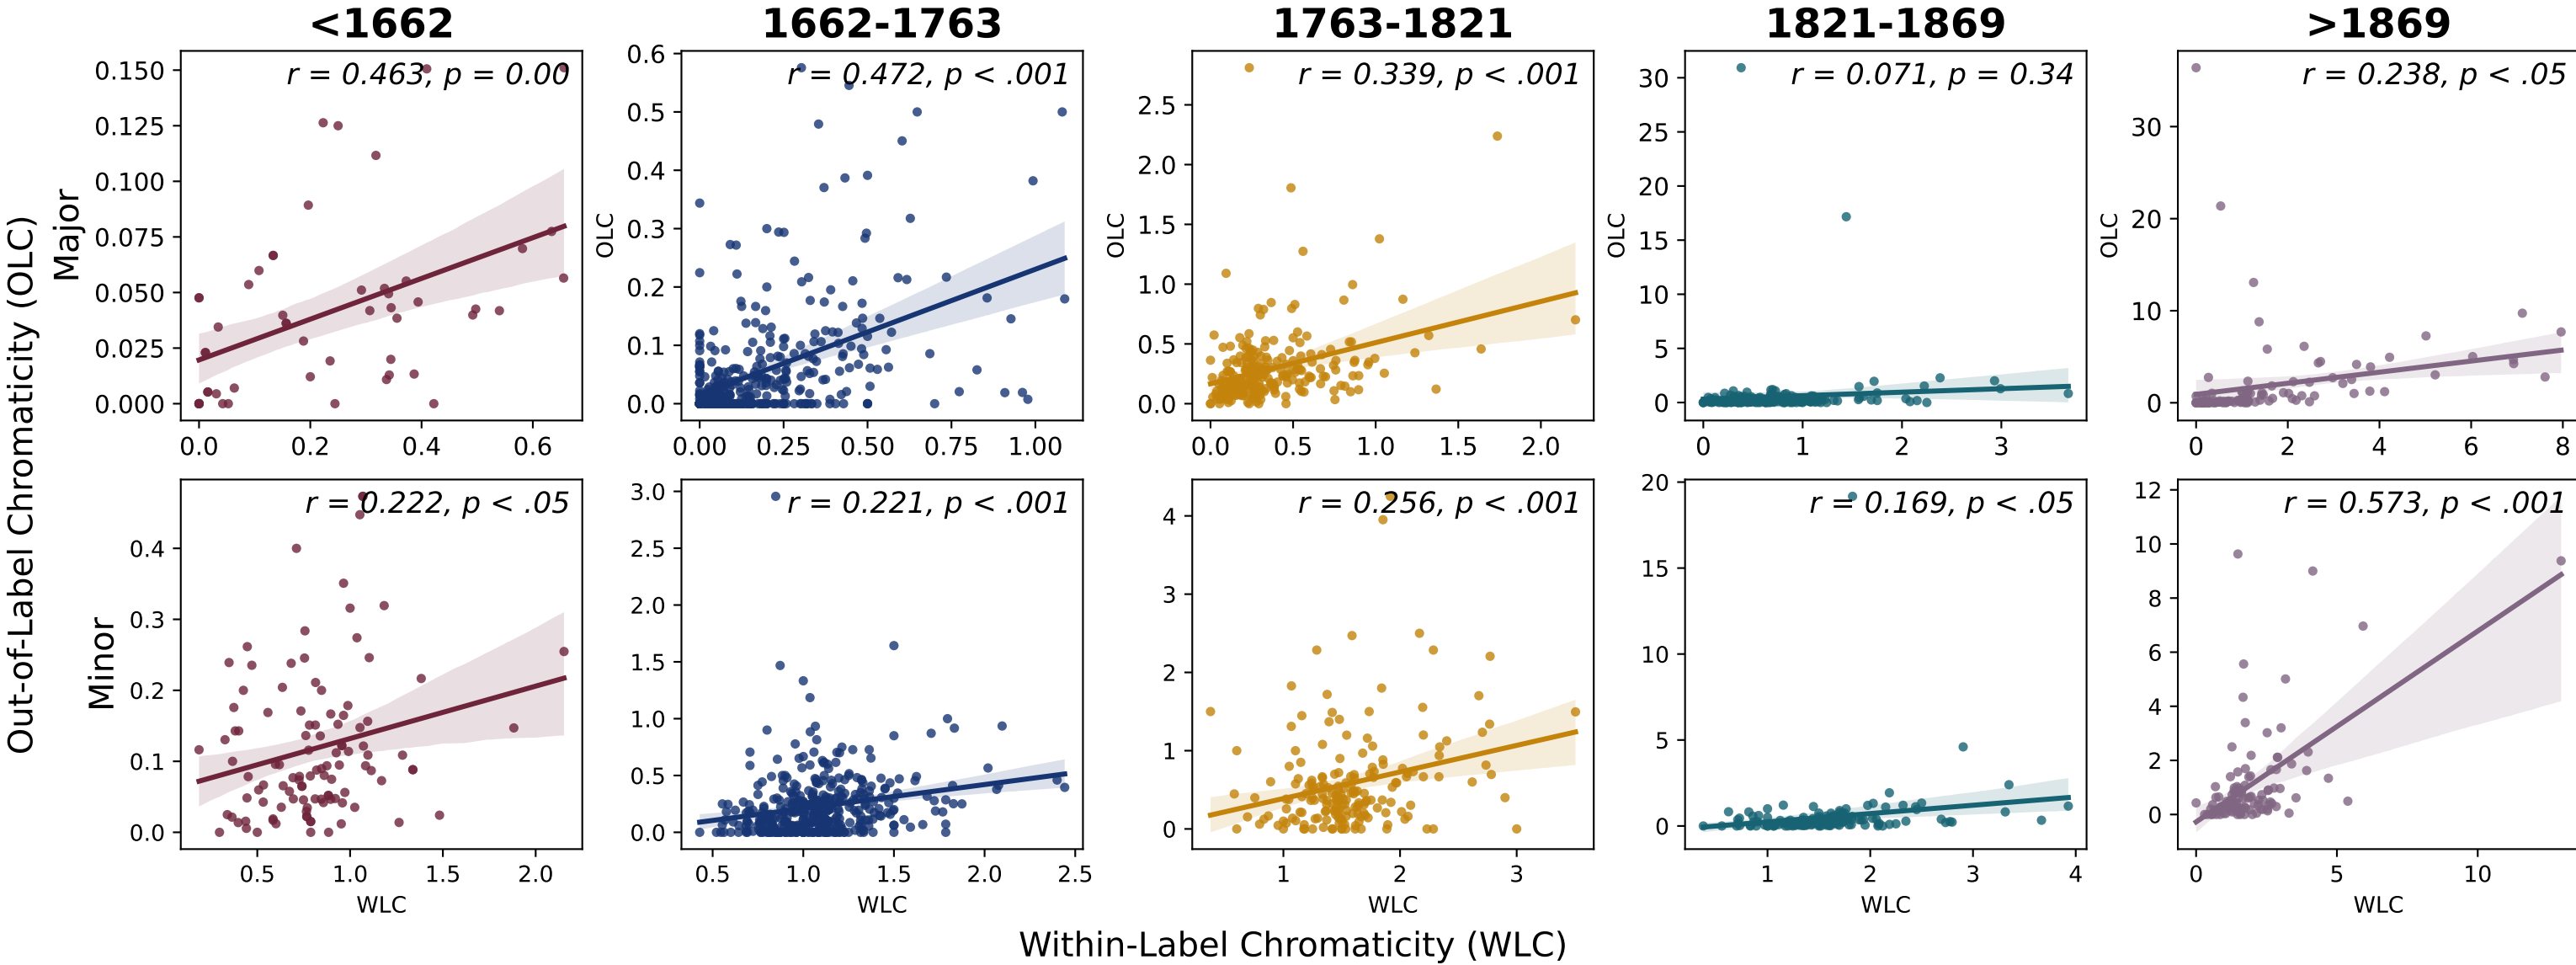 <1662
1662-1763
1763-1821
1821-1869
>1869
Out-of-Label Chromaticity (OLC)
Major
r = 0.463, p = 0.00
0.150
0.125
0.100
0.075
0.050
0.025
0.000
0.0 0.2 0.4 0.6
OLC
r = 0.472, p < .001
0.6
0.5
0.4
0.3
0.2
0.1
0.0
0.00 0.25 0.50 0.75 1.00
OLC
r = 0.339, p < .001
2.5
2.0
1.5
1.0
0.5
0.0
0.0 0.5 1.0 1.5 2.0
OLC
r = 0.071, p = 0.34
30
25
20
15
10
5
0
0 1 2 3
OLC
r = 0.238, p < .05
30
20
10
0
0 2 4 6 8
Minor
r = 0.222, p < .05
0.4
0.3
0.2
0.1
0.0
0.5 1.0 1.5 2.0
WLC
r = 0.221, p < .001
3.0
2.5
2.0
1.5
1.0
0.5
0.0
0.5 1.0 1.5 2.0 2.5
WLC
r = 0.256, p < .001
4
3
2
1
0
1 2 3
WLC
r = 0.169, p < .05
20
15
10
5
0
1 2 3 4
WLC
r = 0.573, p < .001
12
10
8
6
4
2
0
0 5 10
WLC
Within-Label Chromaticity (WLC)